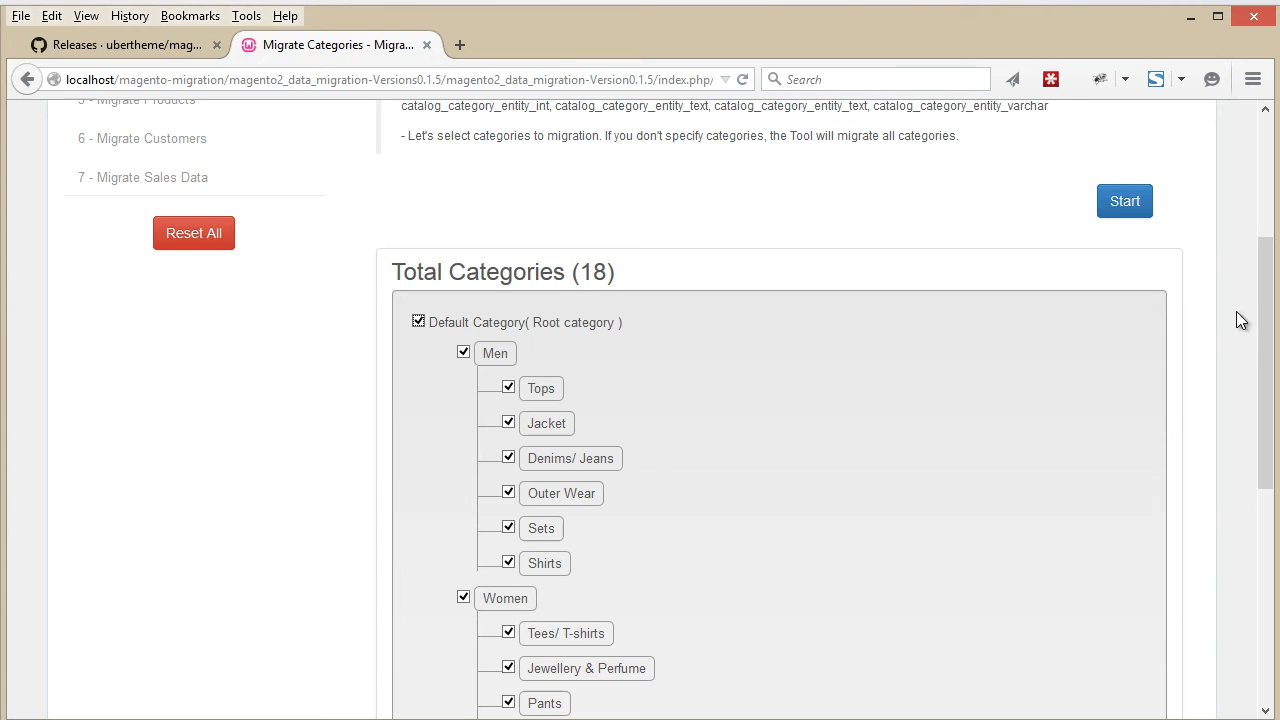 File Edit View History Bookmarks Tools Help
Releases · ubertheme/mag...
Migrate Categories - Migra...
localhost/magento-migration/magento2_data_migration-Versions0.1.5/magento2_data_migration-Version0.1.5/index.php/
Search
5 - Migrate Products
6 - Migrate Customers
7 - Migrate Sales Data
Reset All
catalog_category_entity_int, catalog_category_entity_text, catalog_category_entity_text, catalog_category_entity_varchar
- Let's select categories to migration. If you don't specify categories, the Tool will migrate all categories.
Start
Total Categories (18)
Default Category( Root category )
Men
Tops
Jacket
Denims/ Jeans
Outer Wear
Sets
Shirts
Women
Tees/ T-shirts
Jewellery & Perfume
Pants